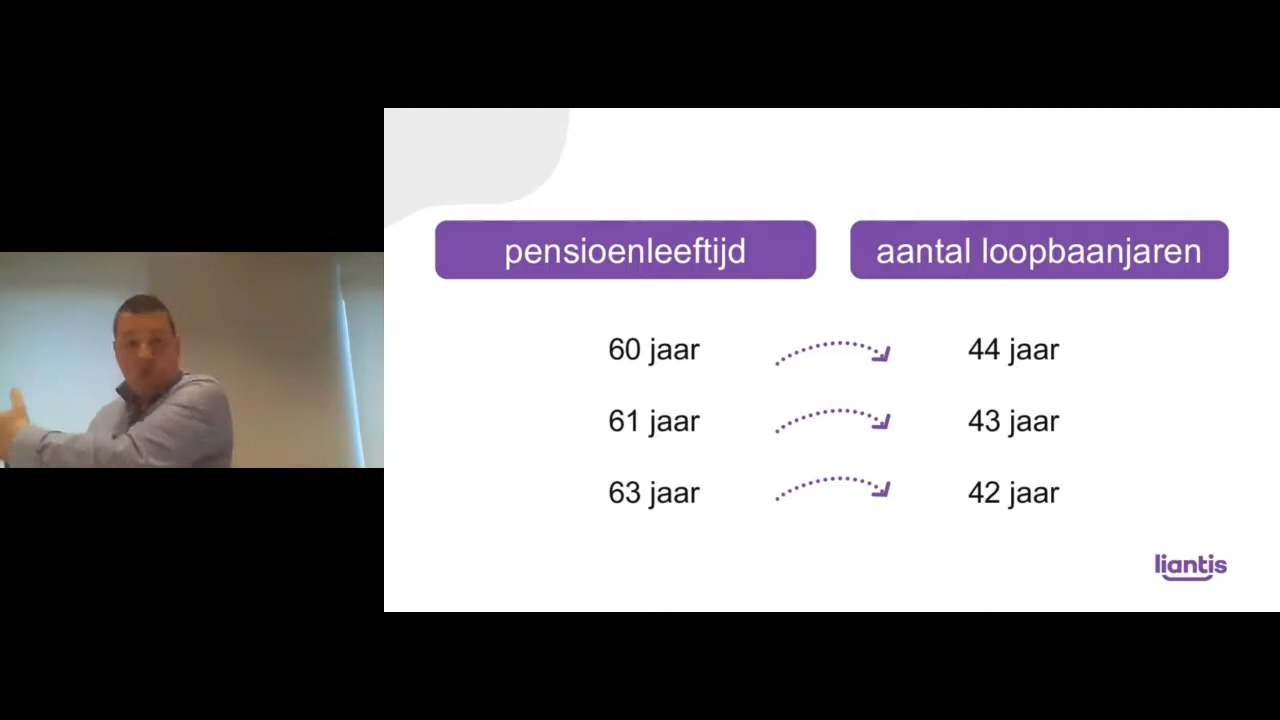 pensioenleeftijd aantal loopbaanjaren
60 jaar 44 jaar
61 jaar 43 jaar
63 jaar 42 jaar
liantis